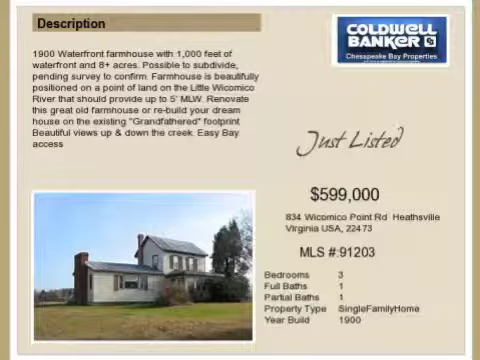 Description
1900 Waterfront farmhouse with 1,000 feet of
waterfront and 8+ acres. Possible to subdivide,
pending survey to confirm. Farmhouse is beautifully
positioned on a point of land on the Little Wicomico
River that should provide up to 5' MLW. Renovate
this great old farmhouse or re-build your dream
house on the existing "Grandfathered" footprint
Beautiful views up & down the creek. Easy Bay
access
COLDWELL
BANKER CB
Chesapeake Bay Properties
Just Listed
$599,000
834 Wicomico Point Rd Heathsville
Virginia USA, 22473
MLS #:91203
Bedrooms 3
Full Baths 1
Partial Baths 1
Property Type SingleFamilyHome
Year Build 1900